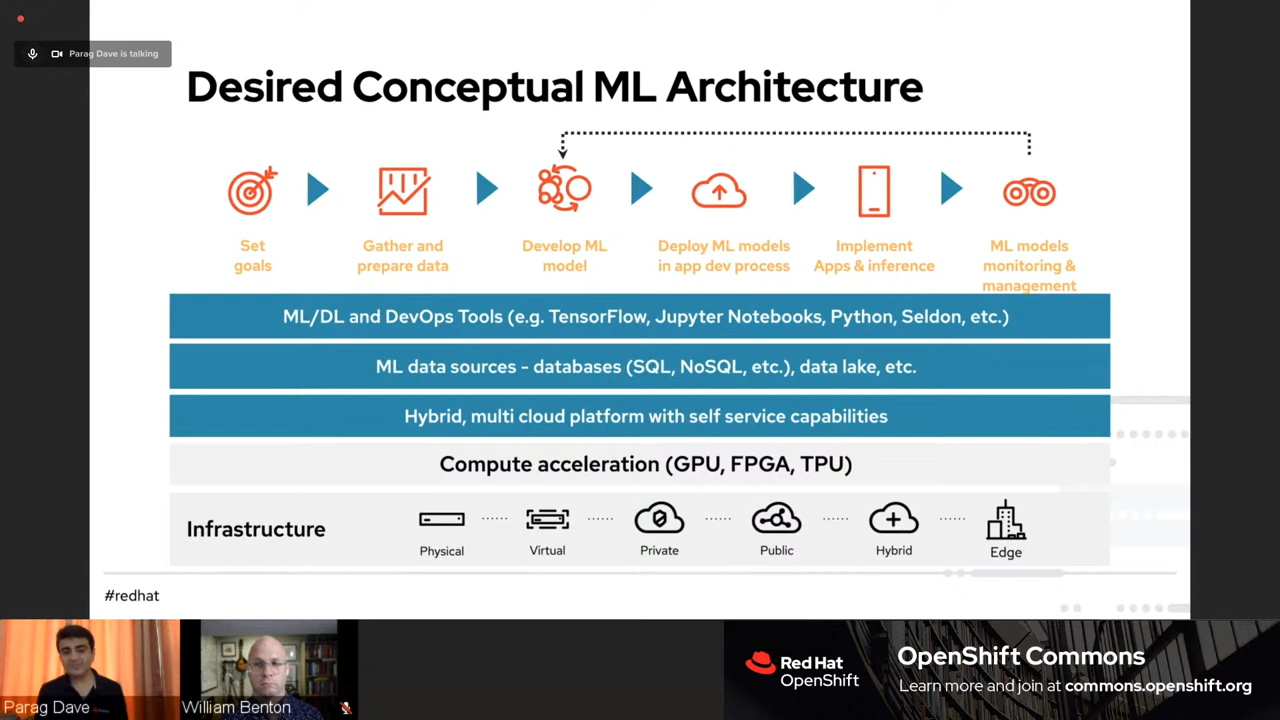 Parag Dave is talking
Desired Conceptual ML Architecture
Set
goals
Gather and
prepare data
Develop ML
model
Deploy ML models
in app dev process
Implement
Apps & inference
ML models
monitoring &
management
ML/DL and DevOps Tools (e.g. TensorFlow, Jupyter Notebooks, Python, Seldon, etc.)
ML data sources - databases (SQL, NoSQL, etc.), data lake, etc.
Hybrid, multi cloud platform with self service capabilities
Compute acceleration (GPU, FPGA, TPU)
Infrastructure
Physical
Virtual
Private
Public
Hybrid
Edge
#redhat
Parag Dave
William Benton
Red Hat
OpenShift
OpenShift Commons
Learn more and join at commons.openshift.org